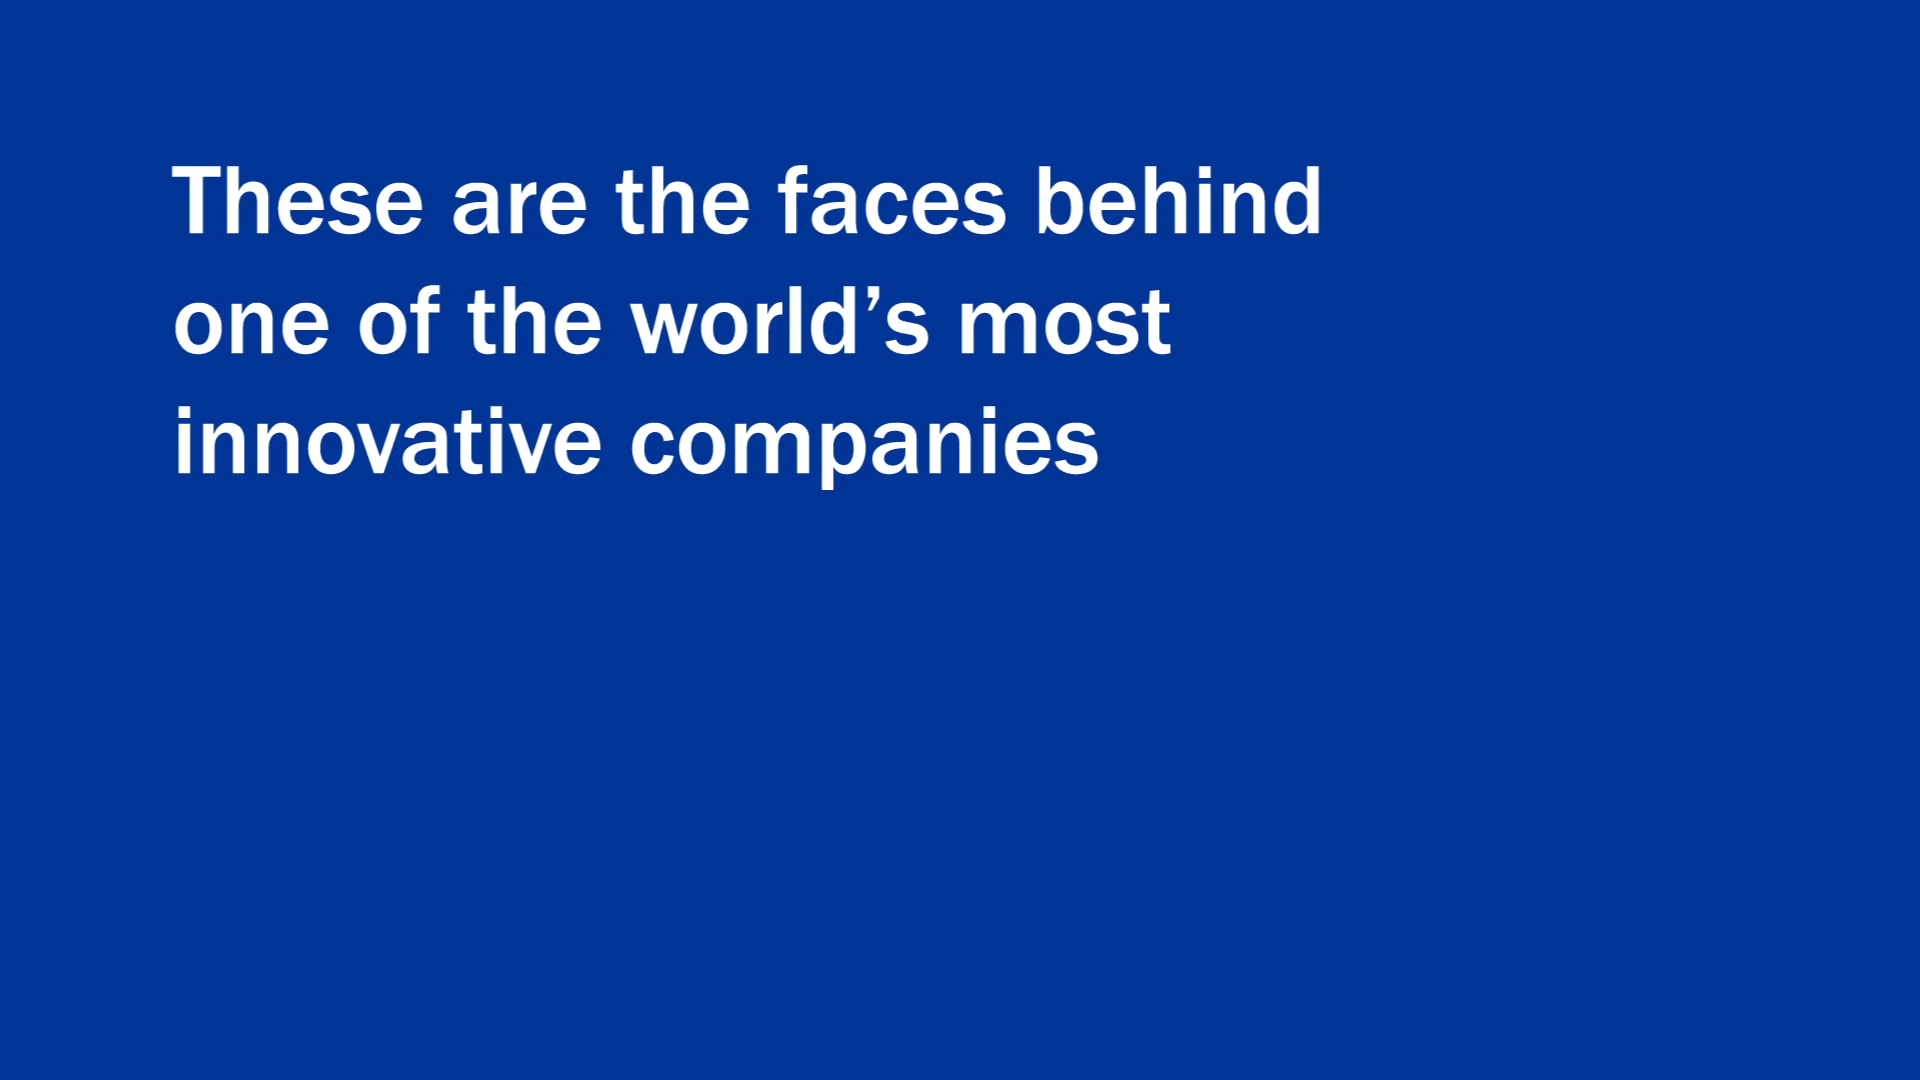 These are the faces behind
one of the world’s most
innovative companies